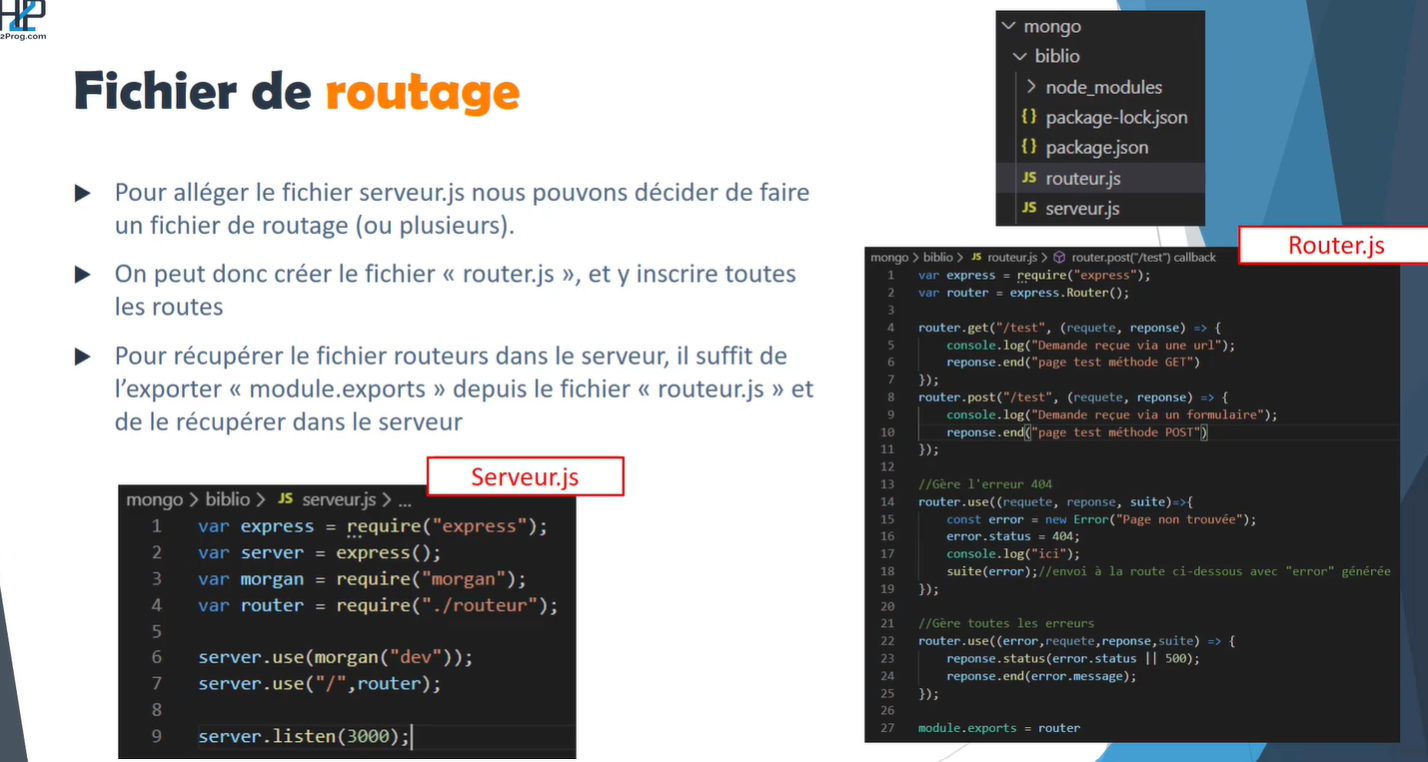 H2P
2Prog.com
Fichier de routage
Pour alléger le fichier serveur.js nous pouvons décider de faire
un fichier de routage (ou plusieurs).
On peut donc créer le fichier « router.js », et y inscrire toutes
les routes
Pour récupérer le fichier routeurs dans le serveur, il suffit de
l’exporter « module.exports » depuis le fichier « routeur.js » et
de le récupérer dans le serveur
Serveur.js
mongo > biblio > JS serveur.js > ...
1 var express = require("express");
2 var server = express();
3 var morgan = require("morgan");
4 var router = require("./routeur");
5
6 server.use(morgan("dev"));
7 server.use("/",router);
8
9 server.listen(3000);
mongo
biblio
node_modules
{} package-lock.json
{} package.json
JS routeur.js
JS serveur.js
Router.js
mongo > biblio > JS routeur.js > router.post("/test") callback
1 var express = require("express");
2 var router = express.Router();
3
4 router.get("/test", (requete, reponse) => {
5 console.log("Demande reçue via une url");
6 reponse.end("page test méthode GET")
7 });
8 router.post("/test", (requete, reponse) => {
9 console.log("Demande reçue via un formulaire");
10 reponse.end("page test méthode POST")
11 });
12
13 //Gère l'erreur 404
14 router.use((requete, reponse, suite)=>{
15 const error = new Error("Page non trouvée");
16 error.status = 404;
17 console.log("ici");
18 suite(error);//envoi à la route ci-dessous avec "error" générée
19 });
20
21 //Gère toutes les erreurs
22 router.use((error,requete,reponse,suite) => {
23 reponse.status(error.status || 500);
24 reponse.end(error.message);
25 });
26
27 module.exports = router